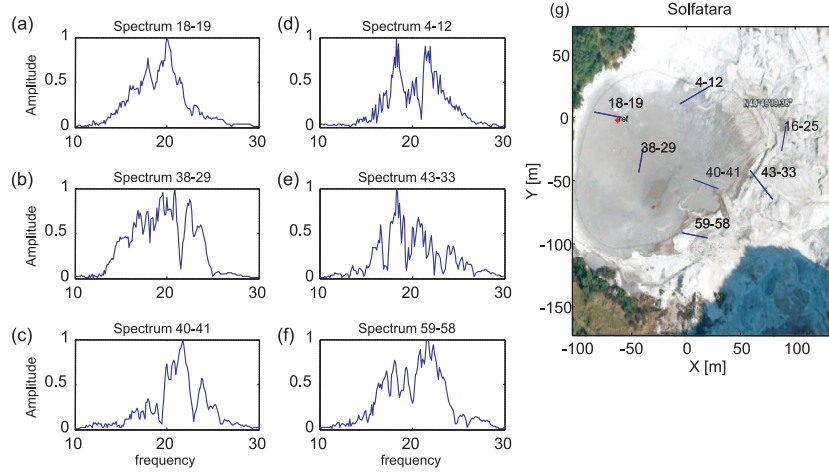 (a)
Spectrum 18-19
Amplitude
1
0.5
0
10
20
30
(d)
Spectrum 4-12
1
0.5
0
10
20
30
(b)
Spectrum 38-29
Amplitude
1
0.5
0
10
20
30
(e)
Spectrum 43-33
1
0.5
0
10
20
30
(c)
Spectrum 40-41
Amplitude
1
0.5
0
10
20
30
frequency
(f)
Spectrum 59-58
1
0.5
0
10
20
30
frequency
(g)
Solfatara
Y [m]
50
0
-50
-100
-150
4-12
18-19
ref
16-25
38-29
40-41
43-33
59-58
-100
-50
0
50
100
X [m]